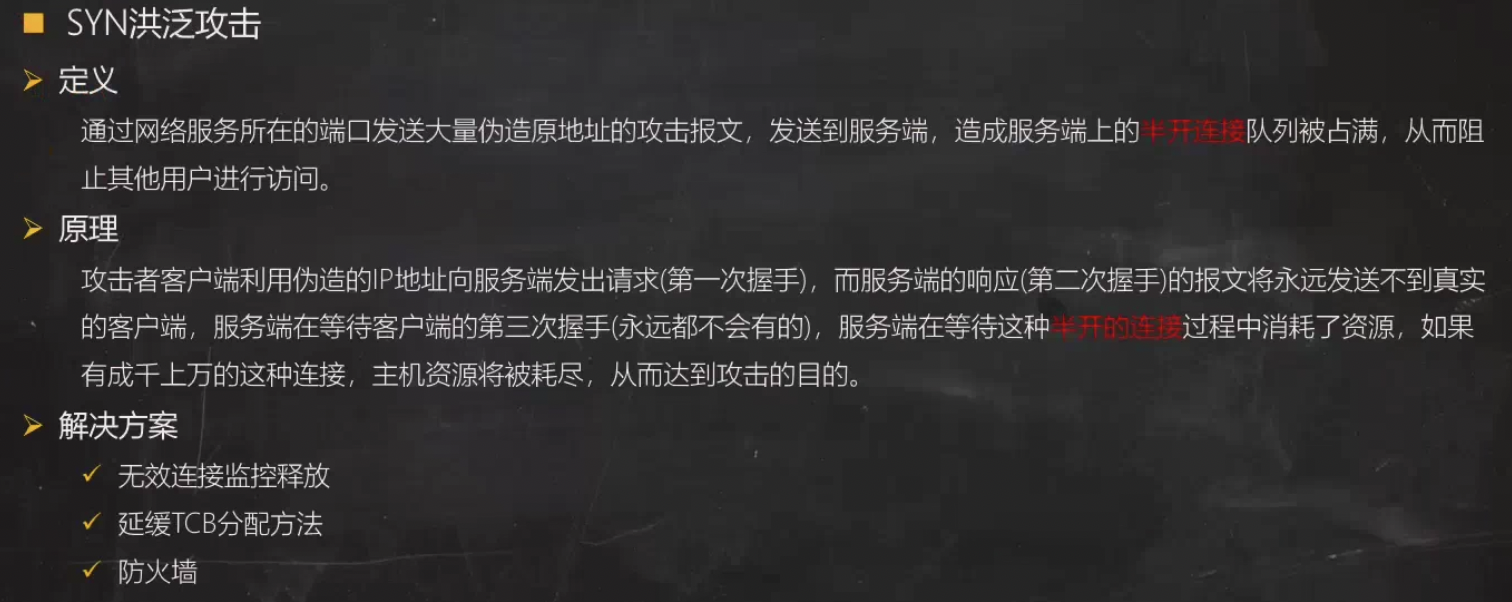 SYN洪泛攻击
定义
通过网络服务所在的端口发送大量伪造原地址的攻击报文，发送到服务端，造成服务端上的半开连接队列被占满，从而阻
止其他用户进行访问。
原理
攻击者客户端利用伪造的IP地址向服务端发出请求(第一次握手)，而服务端的响应(第二次握手)的报文将永远发送不到真实
的客户端，服务端在等待客户端的第三次握手(永远都不会有的)，服务端在等待这种半开的连接过程中消耗了资源，如果
有成千上万的这种连接，主机资源将被耗尽，从而达到攻击的目的。
解决方案
无效连接监控释放
延缓TCB分配方法
防火墙